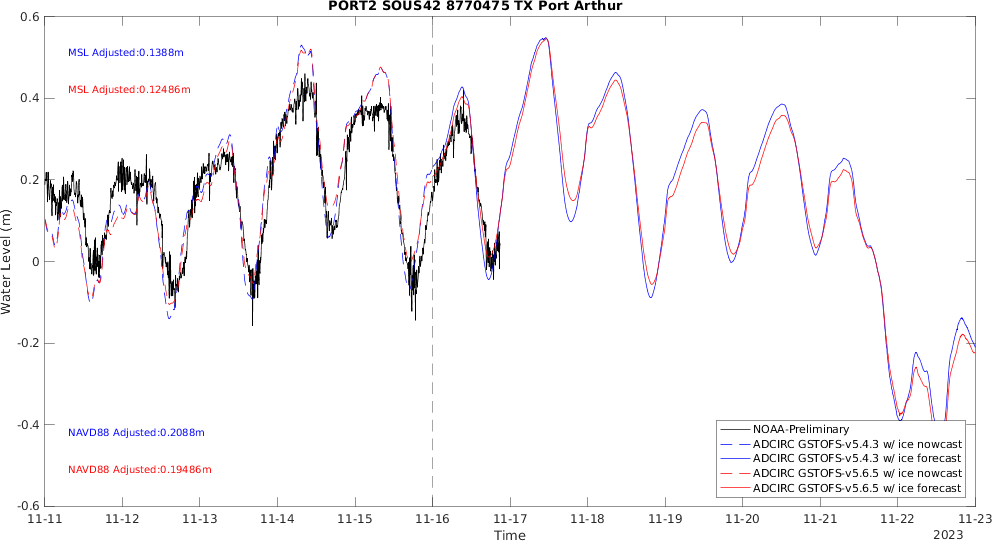 PORT2 SOUS42 8770475 TX Port Arthur
0.6
MSL Adjusted:0.1388m
MSL Adjusted:0.12486m
0.4
0.2
Water Level (m)
0
-0.2
-0.4
NAVD88 Adjusted:0.2088m
NAVD88 Adjusted:0.19486m
NOAA-Preliminary
ADCIRC GSTOFS-v5.4.3 w/ ice nowcast
ADCIRC GSTOFS-v5.4.3 w/ ice forecast
ADCIRC GSTOFS-v5.6.5 w/ ice nowcast
ADCIRC GSTOFS-v5.6.5 w/ ice forecast
-0.6
11-11 11-12 11-13 11-14 11-15 11-16 11-17 11-18 11-19 11-20 11-21 11-22 11-23
Time
2023